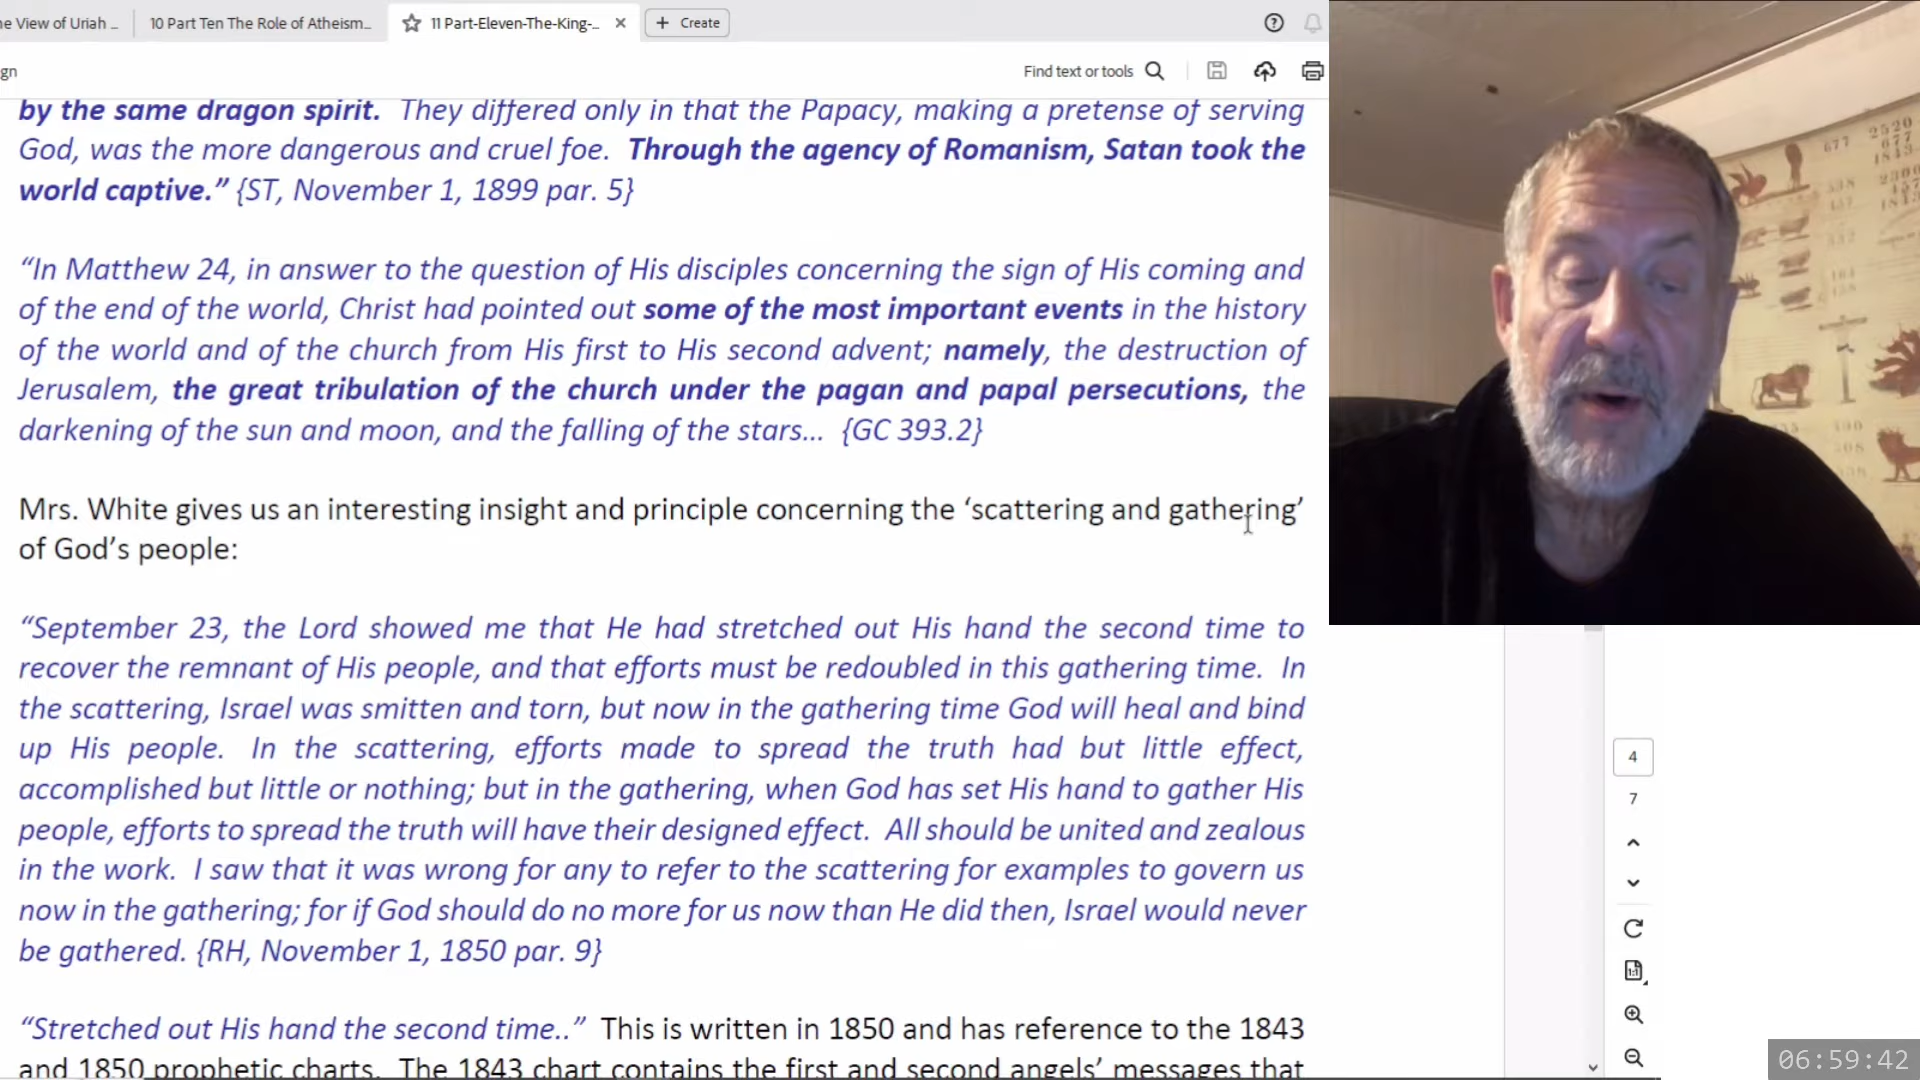 ne View of Uriah ...
10 Part Ten The Role of Atheism...
11 Part-Eleven-The-King-...
Create
gn
Find text or tools
by the same dragon spirit. They differed only in that the Papacy, making a pretense of serving
God, was the more dangerous and cruel foe. Through the agency of Romanism, Satan took the
world captive.” {ST, November 1, 1899 par. 5}
“In Matthew 24, in answer to the question of His disciples concerning the sign of His coming and
of the end of the world, Christ had pointed out some of the most important events in the history
of the world and of the church from His first to His second advent; namely, the destruction of
Jerusalem, the great tribulation of the church under the pagan and papal persecutions, the
darkening of the sun and moon, and the falling of the stars... {GC 393.2}
Mrs. White gives us an interesting insight and principle concerning the ‘scattering and gathering’
of God’s people:
“September 23, the Lord showed me that He had stretched out His hand the second time to
recover the remnant of His people, and that efforts must be redoubled in this gathering time. In
the scattering, Israel was smitten and torn, but now in the gathering time God will heal and bind
up His people. In the scattering, efforts made to spread the truth had but little effect,
accomplished but little or nothing; but in the gathering, when God has set His hand to gather His
people, efforts to spread the truth will have their designed effect. All should be united and zealous
in the work. I saw that it was wrong for any to refer to the scattering for examples to govern us
now in the gathering; for if God should do no more for us now than He did then, Israel would never
be gathered. {RH, November 1, 1850 par. 9}
“Stretched out His hand the second time..” This is written in 1850 and has reference to the 1843
and 1850 prophetic charts. The 1843 chart contains the first and second angels’ messages that
677
2520
677
1843
2300
457
1843
4
7
06:59:42